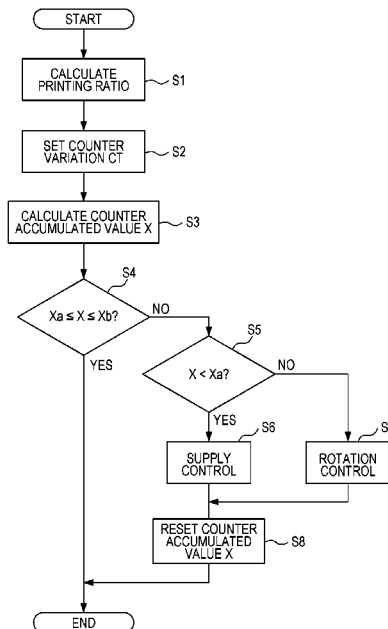 START
CALCULATE
PRINTING RATIO
S1
SET COUNTER
VARIATION CT
S2
CALCULATE COUNTER
ACCUMULATED VALUE X
S3
S4
Xa ≤ X ≤ Xb?
NO
YES
S5
X < Xa?
NO
YES
S6
SUPPLY
CONTROL
S
ROTATION
CONTROL
RESET COUNTER
ACCUMULATED
VALUE X
S8
END